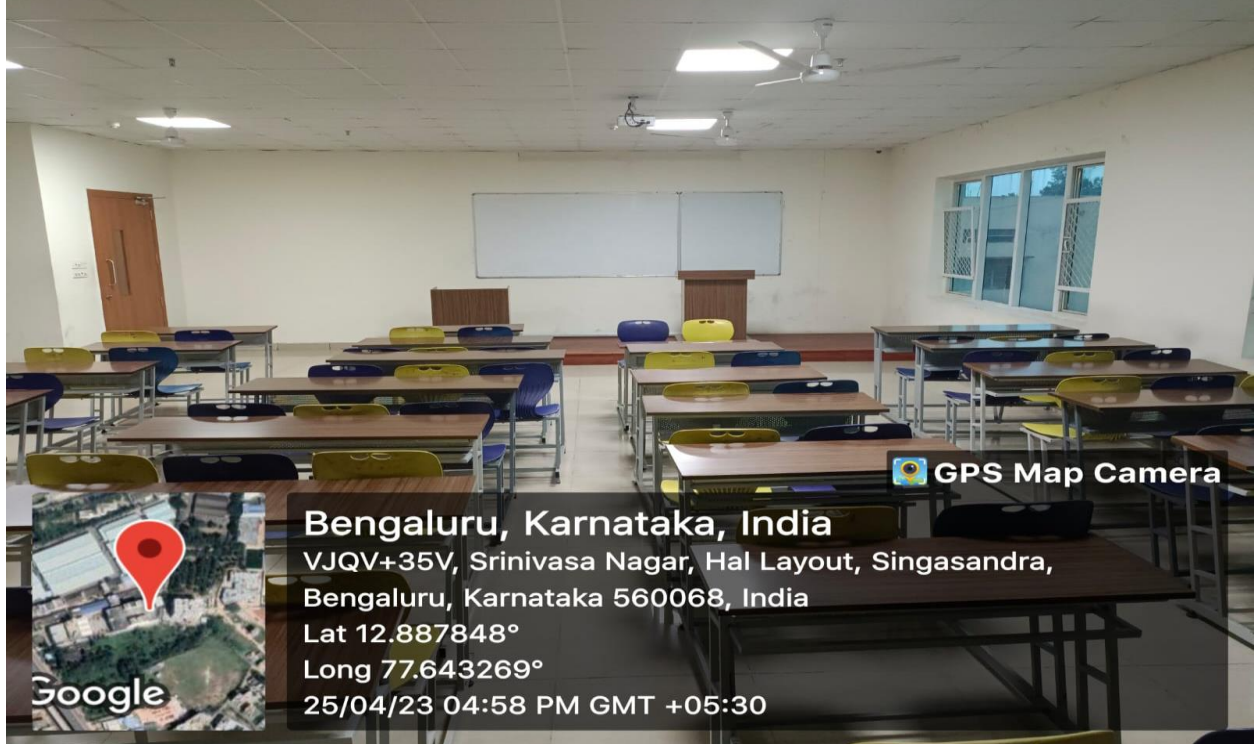 GPS Map Camera
Bengaluru, Karnataka, India
VJQV+35V, Srinivasa Nagar, Hal Layout, Singasandra,
Bengaluru, Karnataka 560068, India
Lat 12.887848°
Long 77.643269°
25/04/23 04:58 PM GMT +05:30
Google